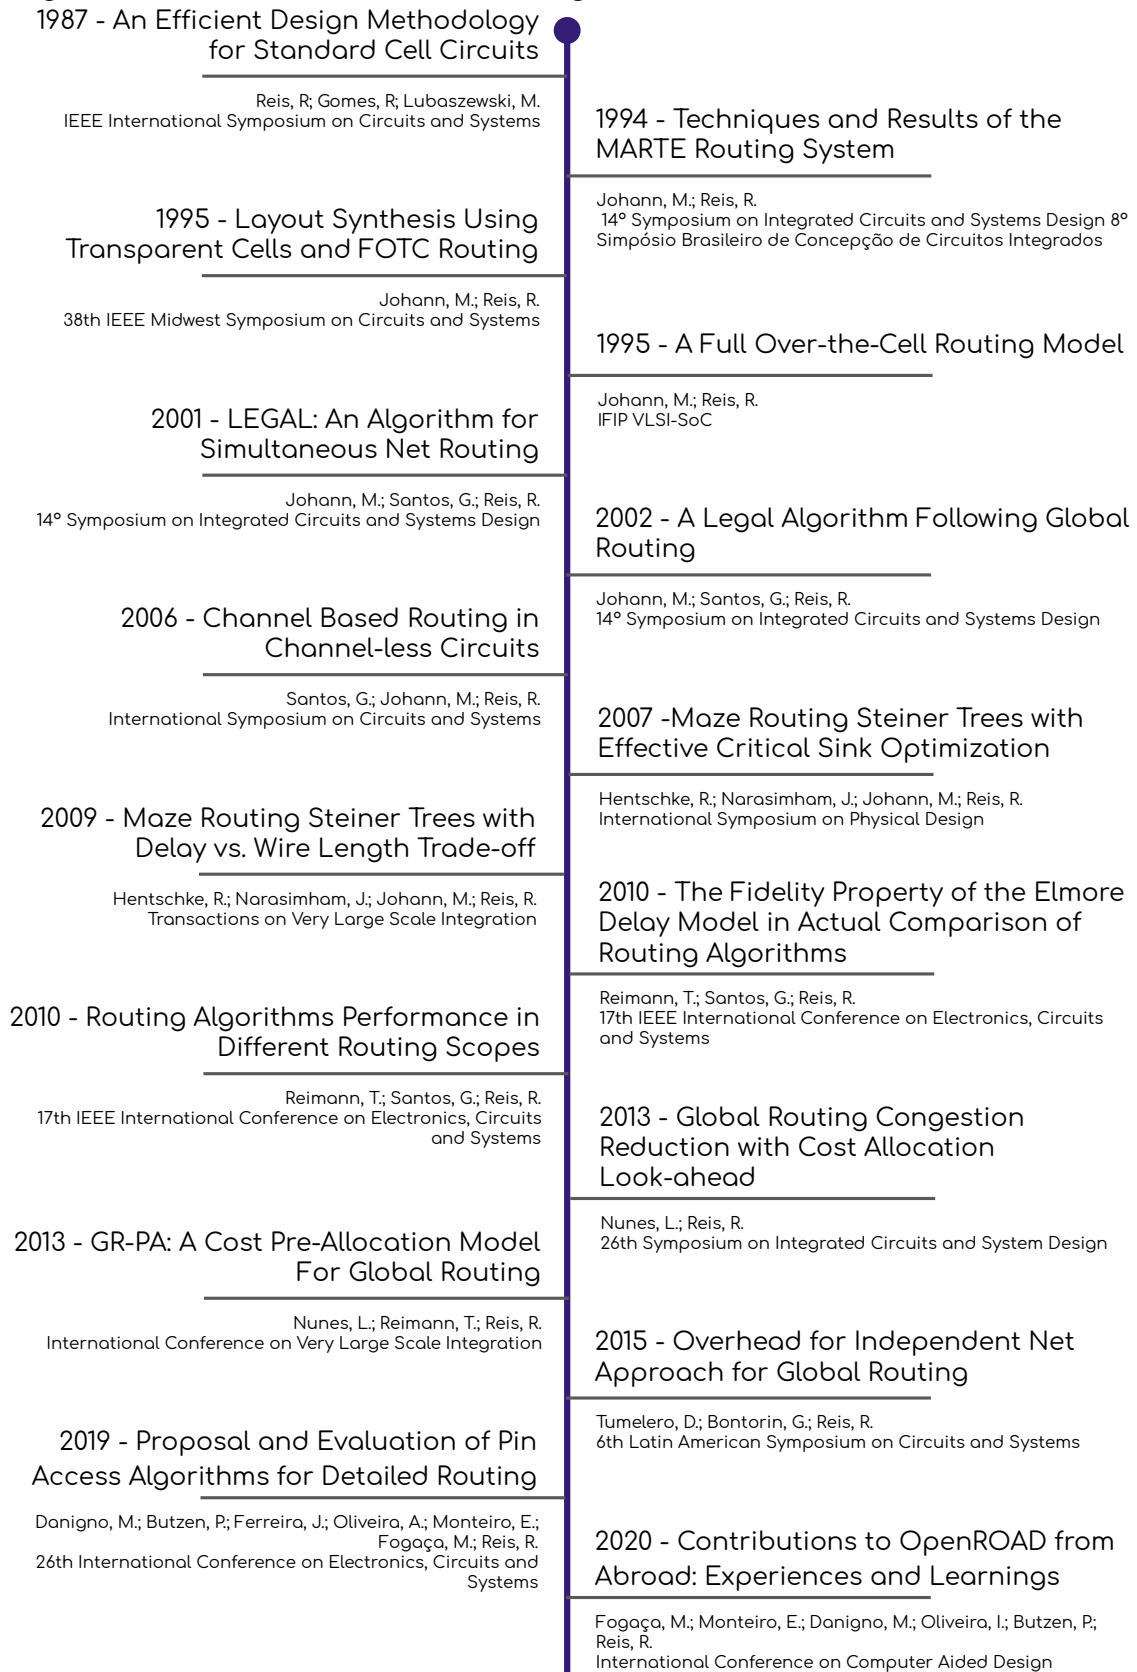 1987 - An Efficient Design Methodology
for Standard Cell Circuits
Reis, R; Gomes, R; Lubaszewski, M.
IEEE International Symposium on Circuits and Systems
1994 - Techniques and Results of the
MARTE Routing System
Johann, M.; Reis, R.
14º Symposium on Integrated Circuits and Systems Design 8º
Simpósio Brasileiro de Concepção de Circuitos Integrados
1995 - Layout Synthesis Using
Transparent Cells and FOTC Routing
Johann, M.; Reis, R.
38th IEEE Midwest Symposium on Circuits and Systems
1995 - A Full Over-the-Cell Routing Model
Johann, M.; Reis, R.
IFIP VLSI-SoC
2001 - LEGAL: An Algorithm for
Simultaneous Net Routing
Johann, M.; Santos, G.; Reis, R.
14º Symposium on Integrated Circuits and Systems Design
2002 - A Legal Algorithm Following Global
Routing
Johann, M.; Santos, G.; Reis, R.
14º Symposium on Integrated Circuits and Systems Design
2006 - Channel Based Routing in
Channel-less Circuits
Santos, G.; Johann, M.; Reis, R.
International Symposium on Circuits and Systems
2007 -Maze Routing Steiner Trees with
Effective Critical Sink Optimization
Hentschke, R.; Narasimham, J.; Johann, M.; Reis, R.
International Symposium on Physical Design
2009 - Maze Routing Steiner Trees with
Delay vs. Wire Length Trade-off
Hentschke, R.; Narasimham, J.; Johann, M.; Reis, R.
Transactions on Very Large Scale Integration
2010 - The Fidelity Property of the Elmore
Delay Model in Actual Comparison of
Routing Algorithms
Reimann, T.; Santos, G.; Reis, R.
17th IEEE International Conference on Electronics, Circuits
and Systems
2010 - Routing Algorithms Performance in
Different Routing Scopes
Reimann, T.; Santos, G.; Reis, R.
17th IEEE International Conference on Electronics, Circuits
and Systems
2013 - Global Routing Congestion
Reduction with Cost Allocation
Look-ahead
Nunes, L.; Reis, R.
26th Symposium on Integrated Circuits and System Design
2013 - GR-PA: A Cost Pre-Allocation Model
For Global Routing
Nunes, L.; Reimann, T.; Reis, R.
International Conference on Very Large Scale Integration
2015 - Overhead for Independent Net
Approach for Global Routing
Tumelero, D.; Bontorin, G.; Reis, R.
6th Latin American Symposium on Circuits and Systems
2019 - Proposal and Evaluation of Pin
Access Algorithms for Detailed Routing
Danigno, M.; Butzen, P.; Ferreira, J.; Oliveira, A.; Monteiro, E.;
Fogaça, M.; Reis, R.
26th International Conference on Electronics, Circuits and
Systems
2020 - Contributions to OpenROAD from
Abroad: Experiences and Learnings
Fogaça, M.; Monteiro, E.; Danigno, M.; Oliveira, I.; Butzen, P.;
Reis, R.
International Conference on Computer Aided Design